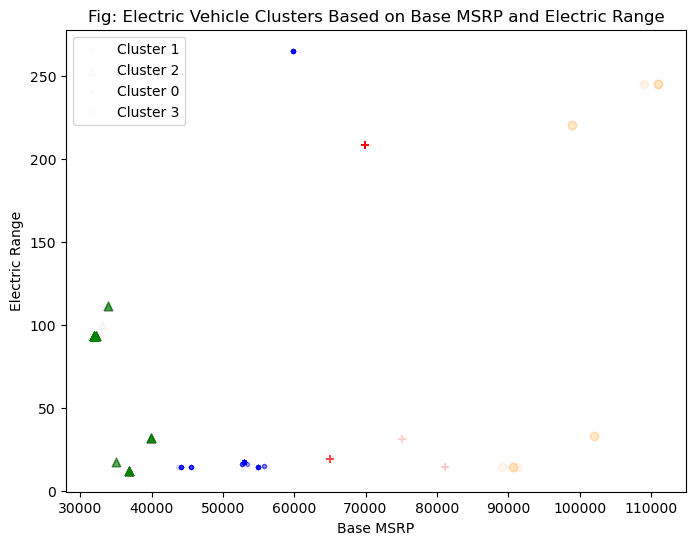 Fig: Electric Vehicle Clusters Based on Base MSRP and Electric Range
Cluster 1
Cluster 2
Cluster 0
Cluster 3
250
200
150
100
50
0
Electric Range
30000 40000 50000 60000 70000 80000 90000 100000 110000
Base MSRP